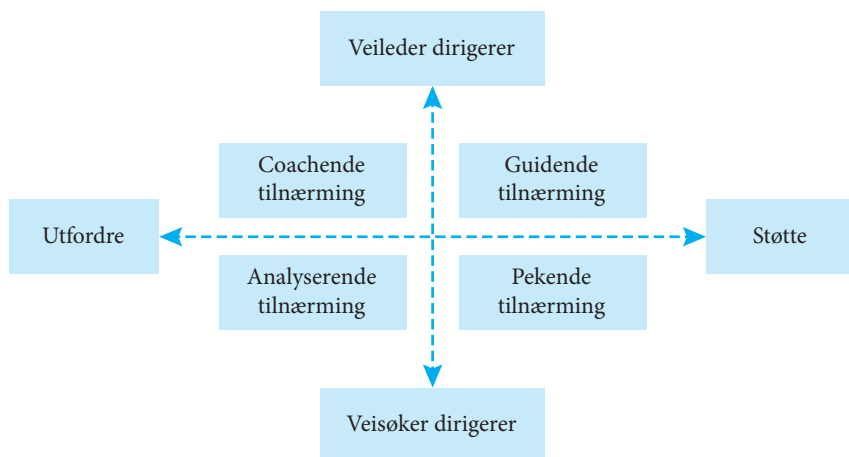 Veileder dirigerer
Coachende
tilnærming
Guidende
tilnærming
Utfordre
Støtte
Analyserende
tilnærming
Pekende
tilnærming
Veisøker dirigerer